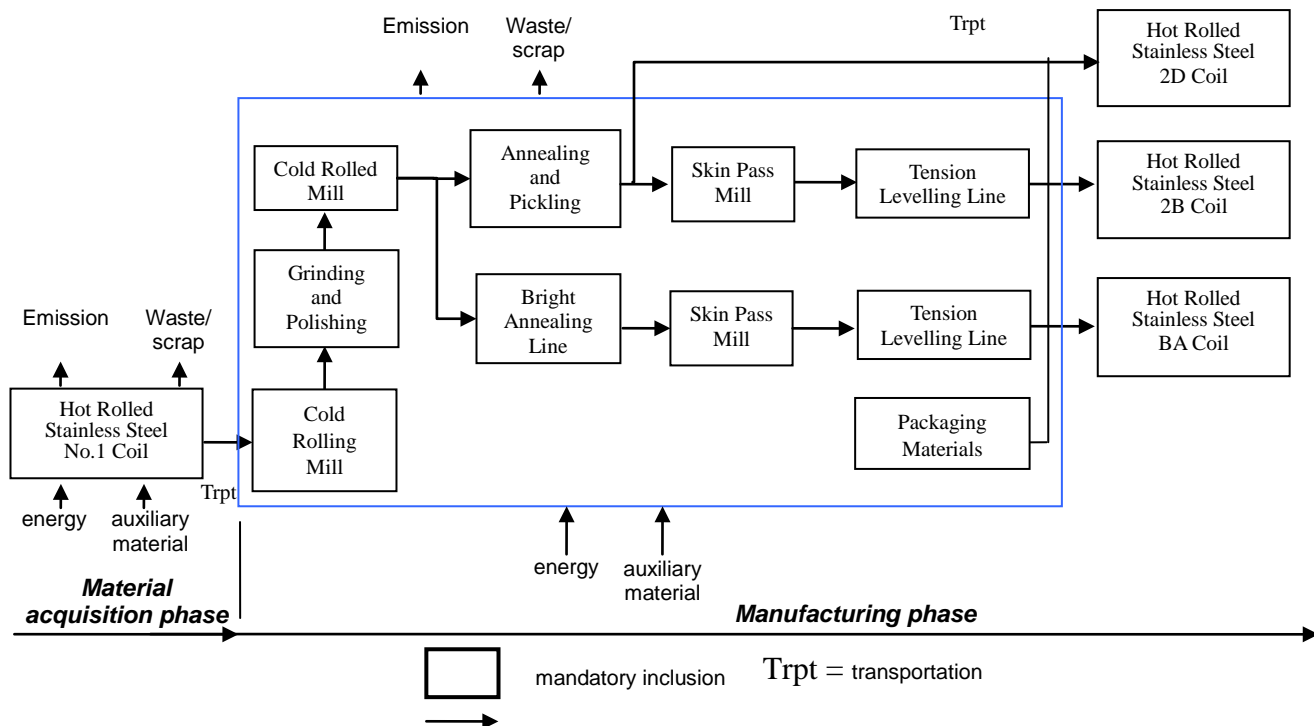 Emission
Waste/
scrap
Trpt
Hot Rolled
Stainless Steel
2D Coil
Cold Rolled
Mill
Annealing
and
Pickling
Skin Pass
Mill
Tension
Levelling Line
Hot Rolled
Stainless Steel
2B Coil
Grinding
and
Polishing
Bright
Annealing
Line
Skin Pass
Mill
Tension
Levelling Line
Hot Rolled
Stainless Steel
BA Coil
Emission
Waste/
scrap
Hot Rolled
Stainless Steel
No.1 Coil
Cold
Rolling
Mill
Packaging
Materials
Trpt
energy
auxiliary
material
energy
auxiliary
material
Material
acquisition phase
Manufacturing phase
mandatory inclusion
Trpt = transportation